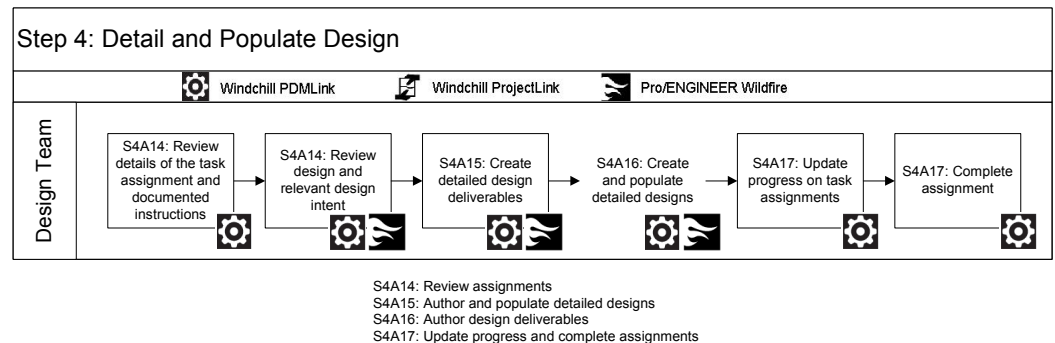 Step 4: Detail and Populate Design
Windchill PDMLink
Windchill ProjectLink
Pro/ENGINEER Wildfire
Design Team
S4A14: Review
details of the task
assignment and
documented
instructions
S4A14: Review
design and
relevant design
intent
S4A15: Create
detailed design
deliverables
S4A16: Create
and populate
detailed designs
S4A17: Update
progress on task
assignments
S4A17: Complete
assignment
S4A14: Review assignments
S4A15: Author and populate detailed designs
S4A16: Author design deliverables
S4A17: Update progress and complete assignments